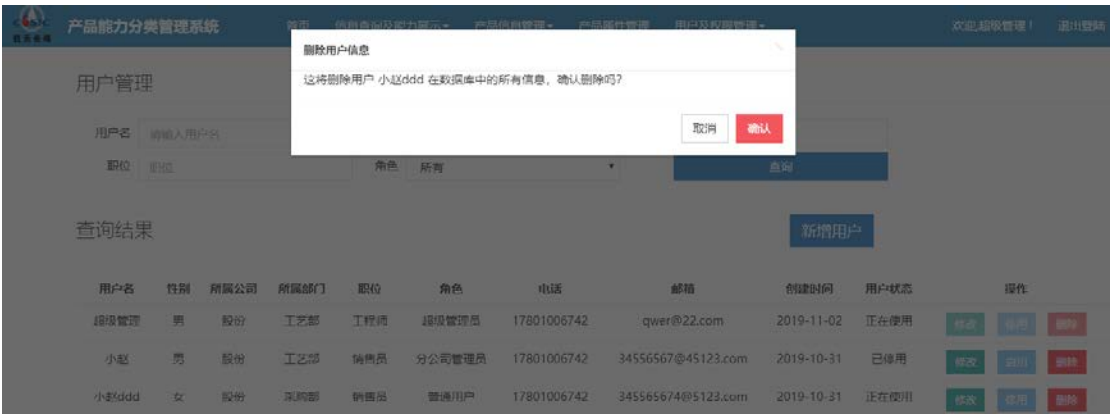 产品能力分类管理系统 首页 信息查询及能力展示 产品信息管理 产品属性管理 用户及权限管理 欢迎,超级管理! 退出登陆
删除用户信息
用户管理
这将删除用户 小赵ddd 在数据库中的所有信息，确认删除吗?
取消 确认
用户名 请输入用户名
职位 职位 角色 所有 查询
查询结果 新增用户
用户名 性别 所属公司 所属部门 职位 角色 电话 邮箱 创建时间 用户状态 操作
超级管理 男 股份 工艺部 工程师 超级管理员 17801006742 qwer@22.com 2019-11-02 正在使用 修改 停用 删除
小赵 男 股份 工艺部 销售员 分公司管理员 17801006742 34556567@45123.com 2019-10-31 已停用 修改 启用 删除
小赵ddd 女 股份 采购部 销售员 普通用户 17801006742 345565674@5123.com 2019-10-31 正在使用 修改 停用 删除